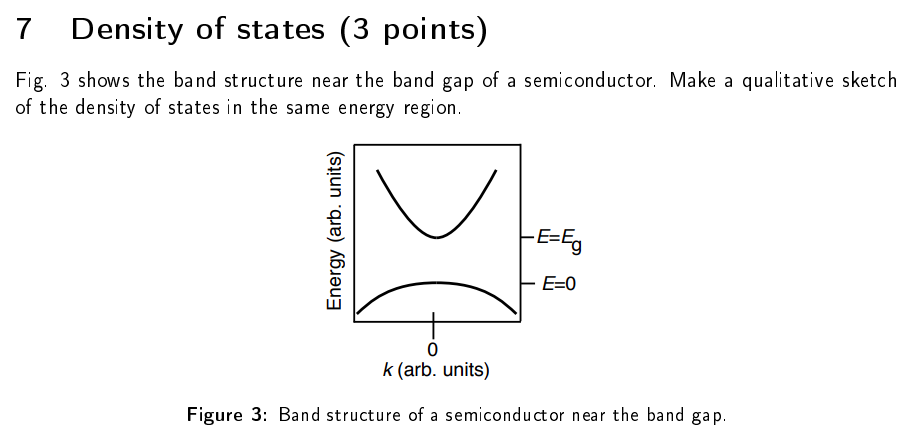 7 Density of states (3 points)
Fig. 3 shows the band structure near the band gap of a semiconductor. Make a qualitative sketch
of the density of states in the same energy region.
Energy (arb. units)
E=Eg
E=0
0
k (arb. units)
Figure 3: Band structure of a semiconductor near the band gap.